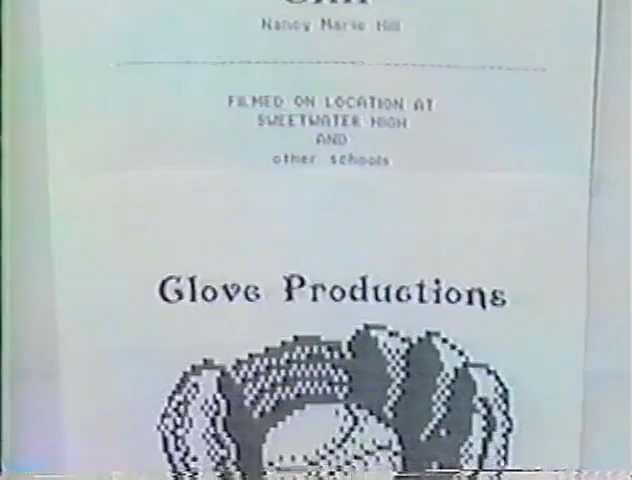 Nancy Marie Hill
FILMED ON LOCATION AT
SWEETWATER HIGH
AND
other schools
Glove Productions